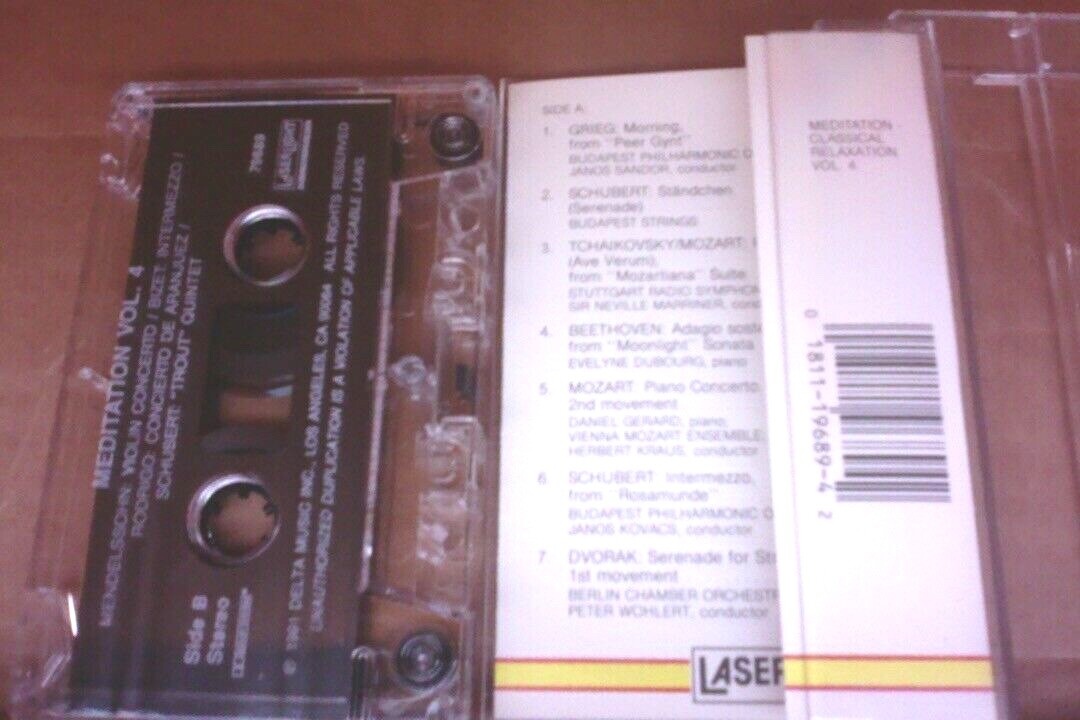 MEDITATION VOL. 4
MENDELSSOHN: VIOLIN CONCERTO / BIZET: INTERMEZZO /
RODRIGO: CONCIERTO DE ARANJUEZ /
SCHUBERT: "TROUT" QUINTET
LASERLIGHT
Side B
Stereo
© 1991 DELTA MUSIC INC., LOS ANGELES, CA 90064 ALL RIGHTS RESERVED
UNAUTHORIZED DUPLICATION IS A VIOLATION OF APPLICABLE LAWS.
SIDE A:
1. GRIEG: Morning,
from "Peer Gynt"
BUDAPEST PHILHARMONIC O
JANOS SANDOR, conductor
2. SCHUBERT: Ständchen
(Serenade)
BUDAPEST STRINGS
3. TCHAIKOVSKY/MOZART:
(Ave Verum),
from "Mozartiana" Suite
STUTTGART RADIO SYMPHON
SIR NEVILLE MARRINER, cond
4. BEETHOVEN: Adagio soste
from "Moonlight" Sonata
EVELYNE DUBOURG, piano
5 MOZART: Piano Concerto
2nd movement
DANIEL GERARD, piano,
VIENNA MOZART ENSEMBLE,
HERBERT KRAUS, conductor
6 SCHUBERT: Intermezzo,
from "Rosamunde"
BUDAPEST PHILHARMONIC O
JANOS KOVACS, conductor
7 DVORAK: Serenade for Str
1st movement
BERLIN CHAMBER ORCHESTR
PETER WOHLERT, conductor
LASER
MEDITATION -
CLASSICAL
RELAXATION
VOL. 4
0 1811-19689-4 2